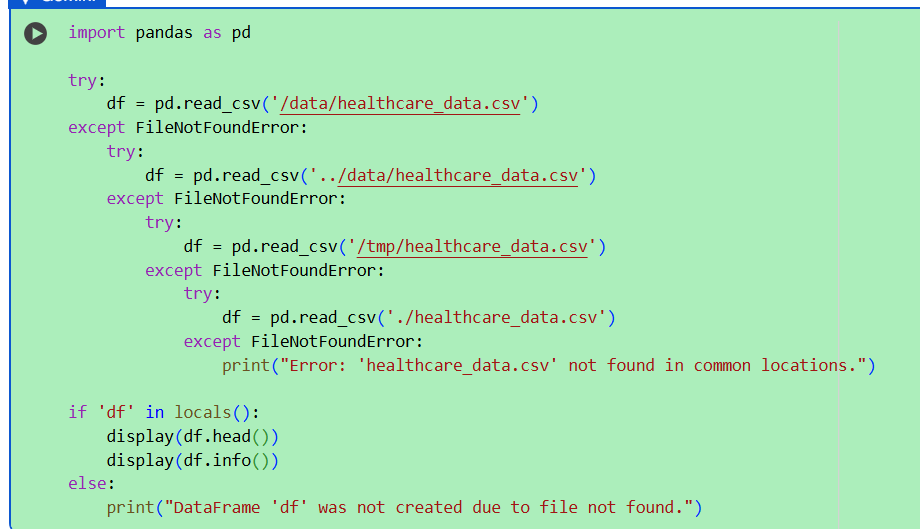 import pandas as pd

try:
    df = pd.read_csv('/data/healthcare_data.csv')
except FileNotFoundError:
    try:
        df = pd.read_csv('../data/healthcare_data.csv')
    except FileNotFoundError:
        try:
            df = pd.read_csv('/tmp/healthcare_data.csv')
        except FileNotFoundError:
            try:
                df = pd.read_csv('./healthcare_data.csv')
            except FileNotFoundError:
                print("Error: 'healthcare_data.csv' not found in common locations.")

if 'df' in locals():
    display(df.head())
    display(df.info())
else:
    print("DataFrame 'df' was not created due to file not found.")